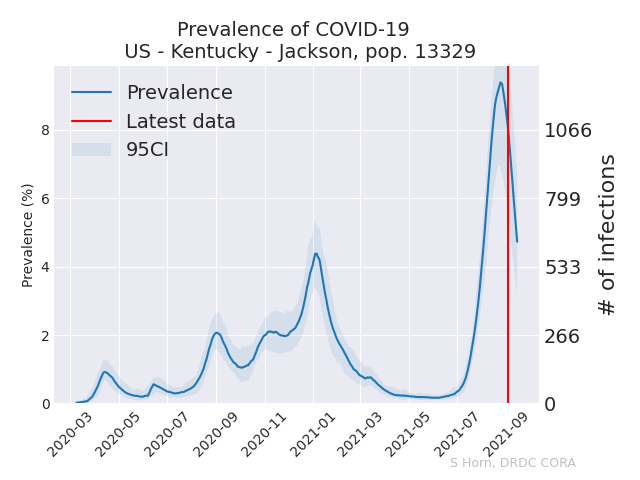 Prevalence of COVID-19
US - Kentucky - Jackson, pop. 13329
Prevalence
Latest data
95CI
Prevalence (%)
8
6
4
2
0
1066
799
533
266
0
# of infections
2020-03
2020-05
2020-07
2020-09
2020-11
2021-01
2021-03
2021-05
2021-07
2021-09
S Horn, DRDC CORA